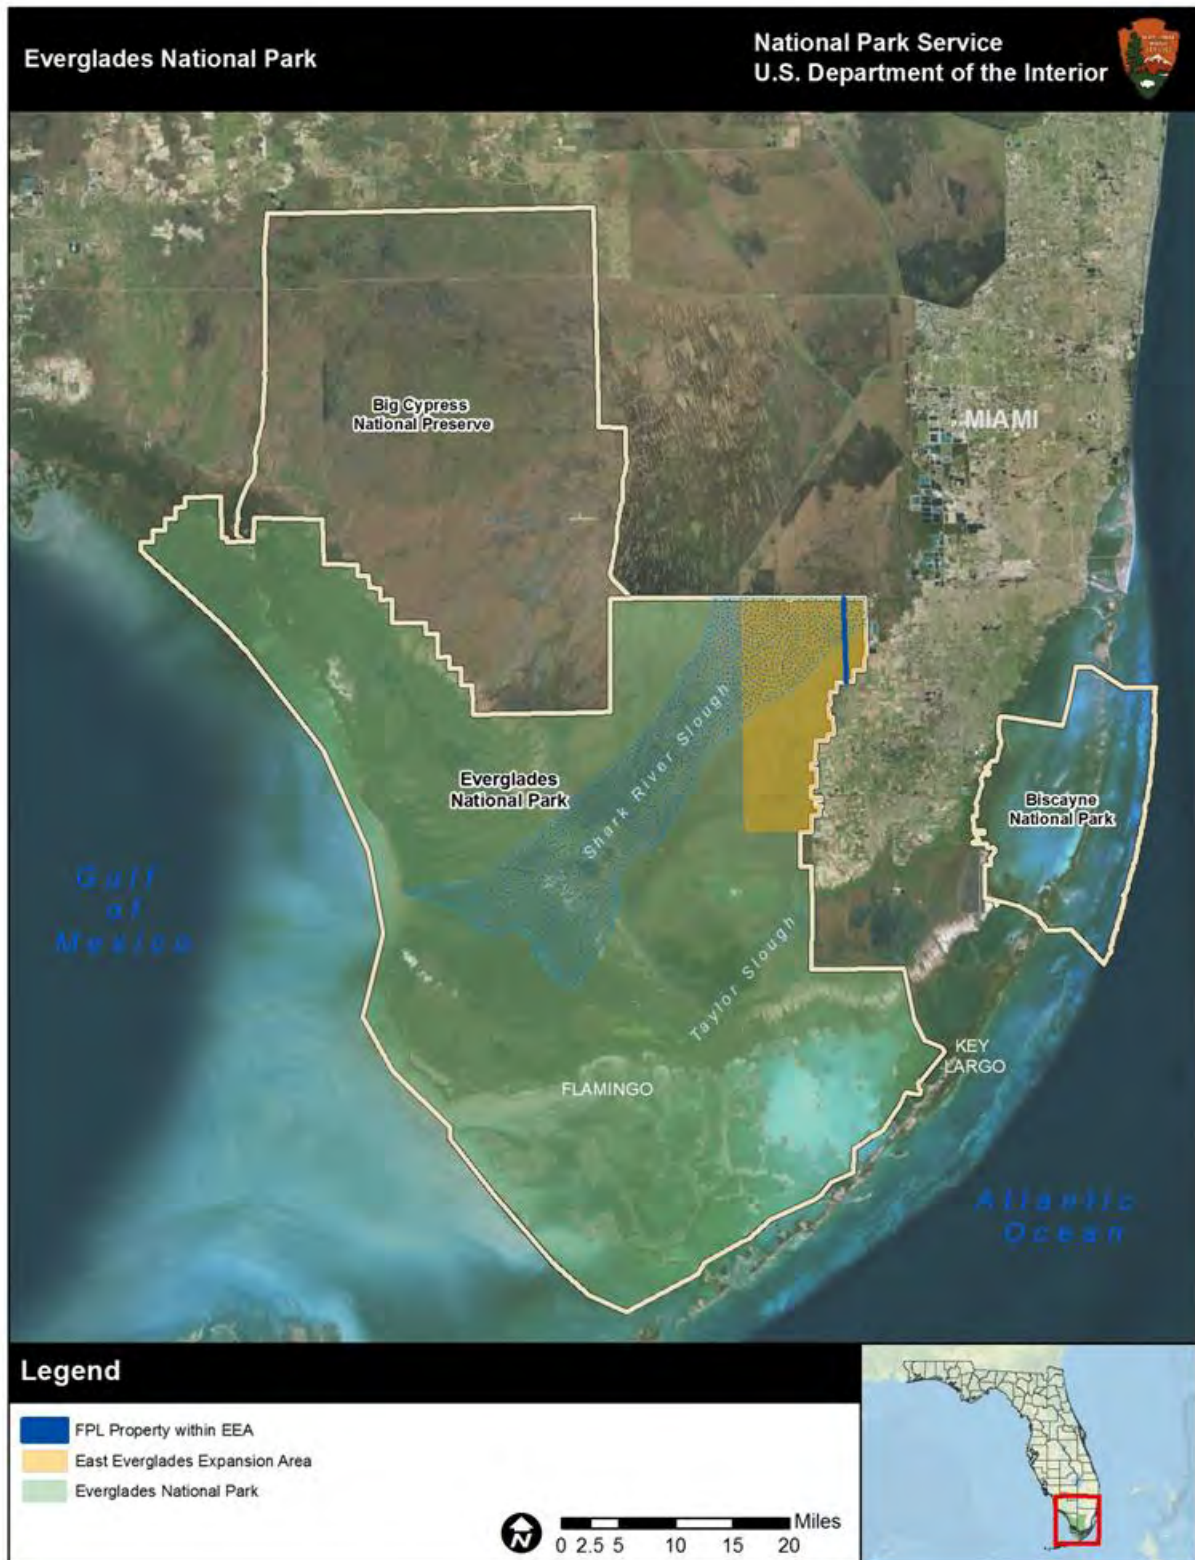 Everglades National Park
National Park Service
U.S. Department of the Interior
Big Cypress
National Preserve
MIAMI
Everglades
National Park
Shark River Slough
Biscayne
National Park
Gulf
of
Mexico
Taylor Slough
KEY
LARGO
FLAMINGO
Atlantic
Ocean
Legend
FPL Property within EEA
East Everglades Expansion Area
Everglades National Park
N
Miles
0 2.5 5 10 15 20